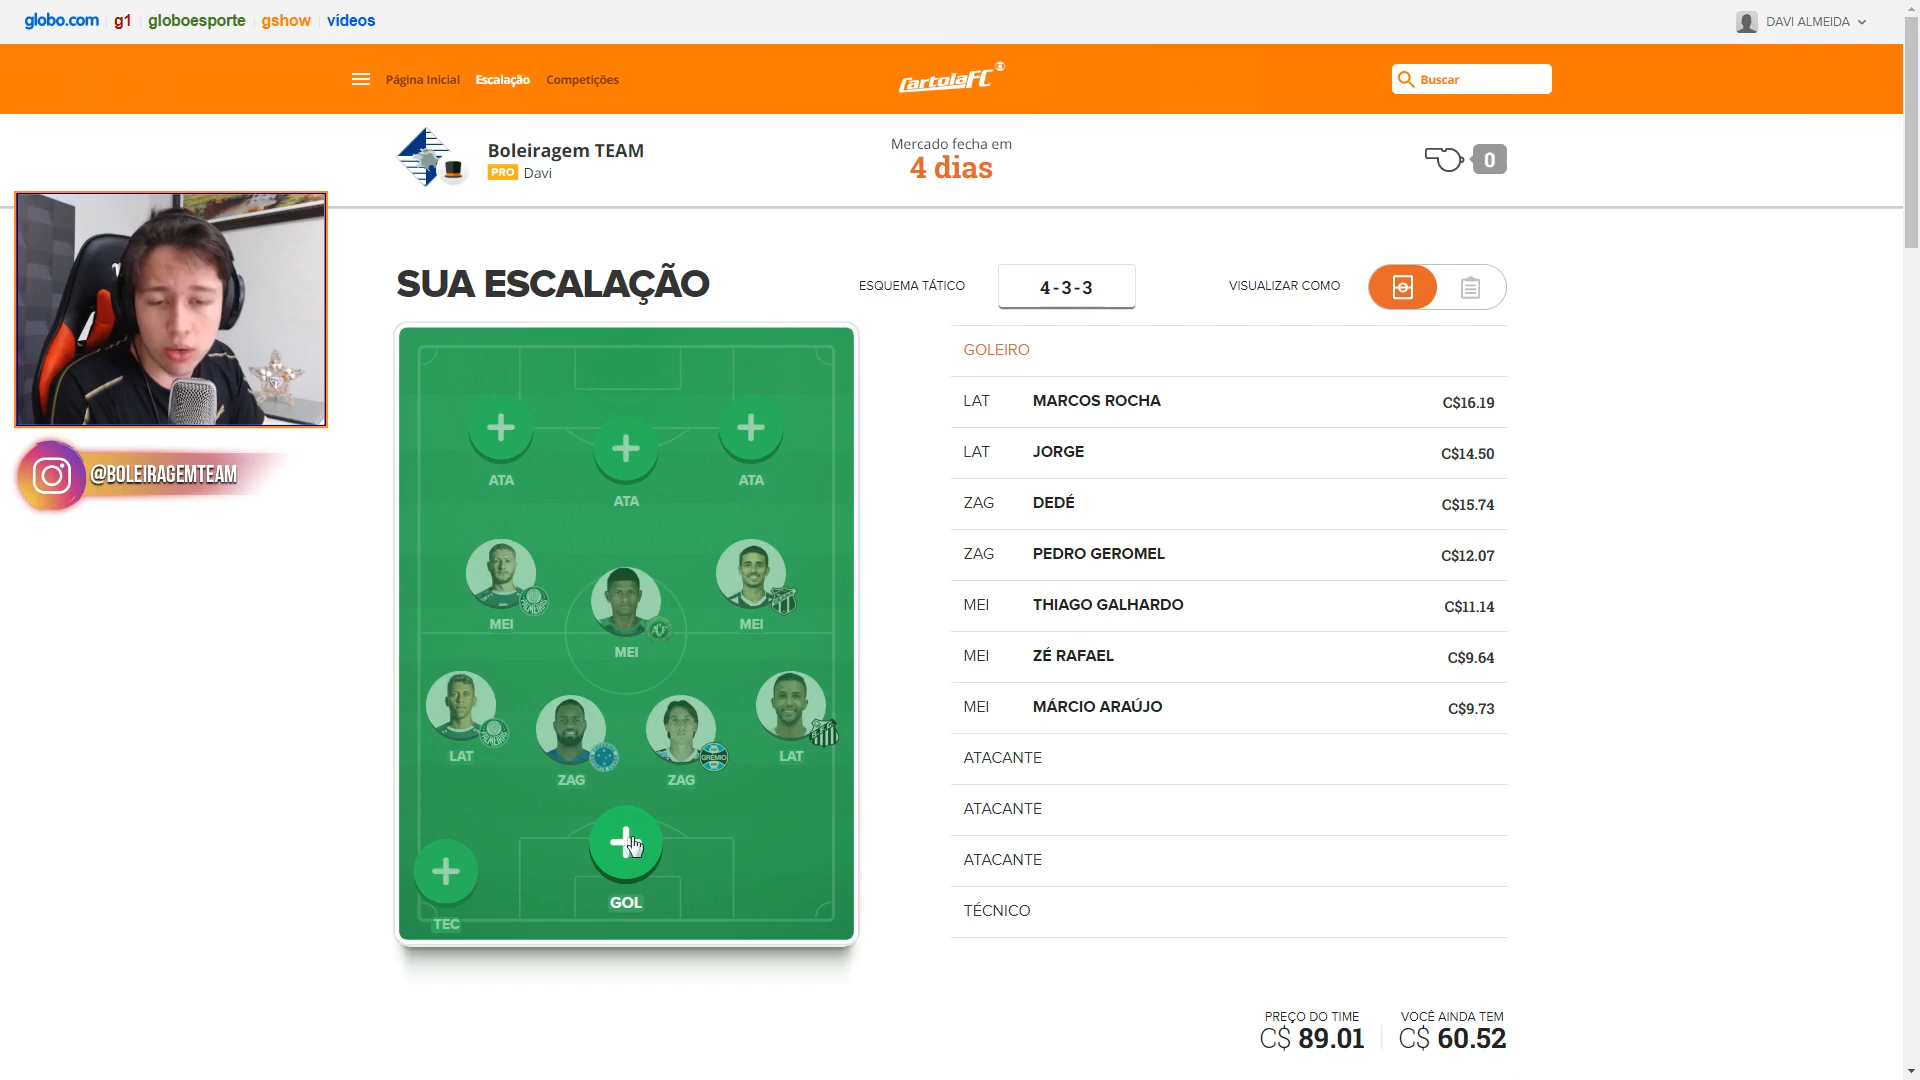 globo.com g1 globoesporte gshow vídeos
DAVI ALMEIDA
Página Inicial Escalação Competições
CartolaFC
Buscar
Boleiragem TEAM
PRO Davi
Mercado fecha em
4 dias
0
@BOLEIRAGEMTEAM
SUA ESCALAÇÃO
ESQUEMA TÁTICO
4-3-3
VISUALIZAR COMO
ATA
ATA
ATA
MEI
MEI
MEI
LAT
ZAG
ZAG
LAT
PALMEIRAS
PALMEIRAS
GRÊMIO
GOL
TEC
GOLEIRO
LAT MARCOS ROCHA C$16.19
LAT JORGE C$14.50
ZAG DEDÉ C$15.74
ZAG PEDRO GEROMEL C$12.07
MEI THIAGO GALHARDO C$11.14
MEI ZÉ RAFAEL C$9.64
MEI MÁRCIO ARAÚJO C$9.73
ATACANTE
ATACANTE
ATACANTE
TÉCNICO
PREÇO DO TIME
C$ 89.01
VOCÊ AINDA TEM
C$ 60.52